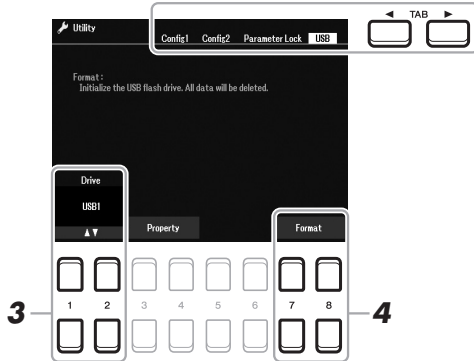 ◄ TAB ►
Utility
Config1 Config2 Parameter Lock USB
Format :
Initialize the USB flash drive. All data will be deleted.
Drive
USB1
▲▼ Property Format
3 1 2 3 4 5 6 7 8 4